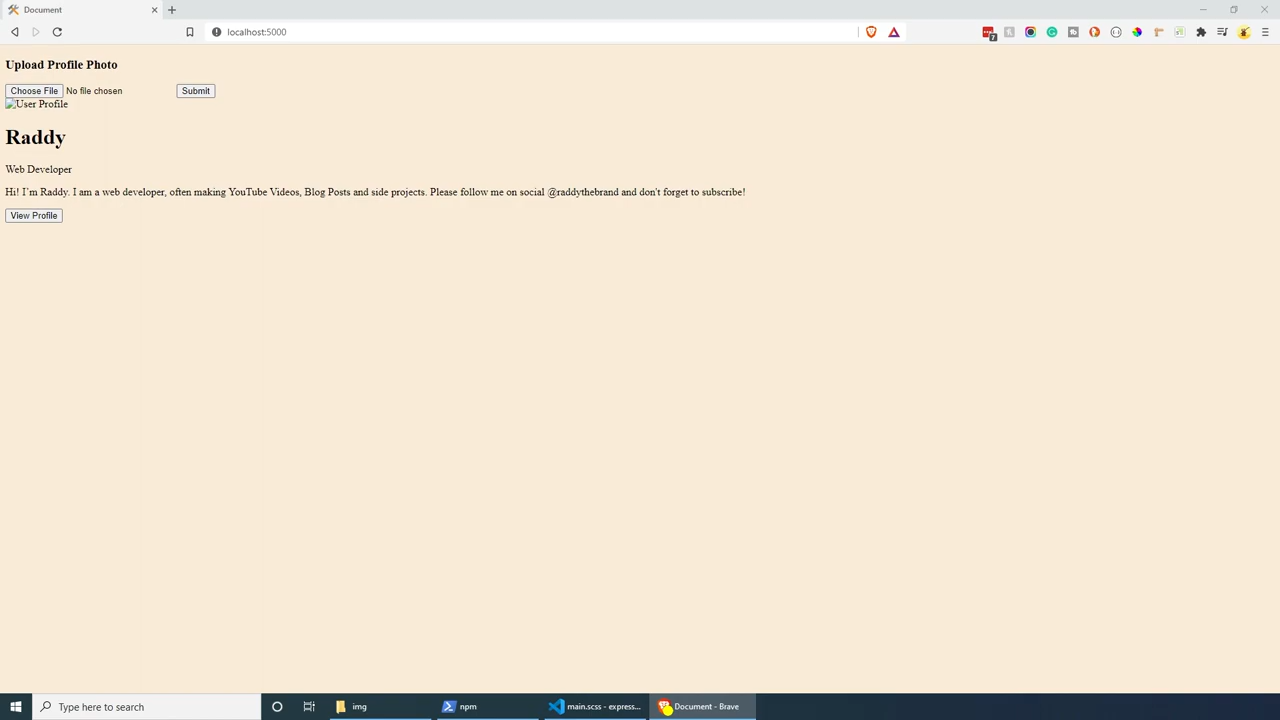 Document
localhost:5000
7
Upload Profile Photo
Choose File No file chosen Submit
User Profile
Raddy
Web Developer
Hi! I'm Raddy. I am a web developer, often making YouTube Videos, Blog Posts and side projects. Please follow me on social @raddythebrand and don't forget to subscribe!
View Profile
Type here to search
img
npm
main.scss - express...
Document - Brave